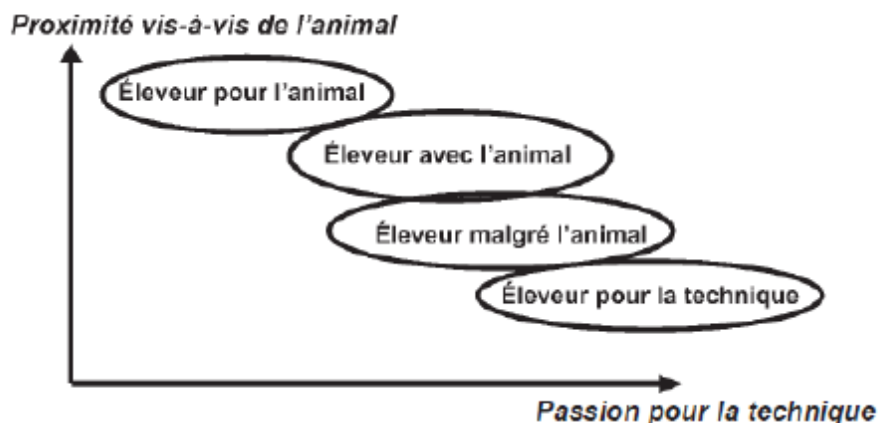 Proximité vis-à-vis de l'animal
Éleveur pour l'animal
Éleveur avec l'animal
Éleveur malgré l'animal
Éleveur pour la technique
Passion pour la technique